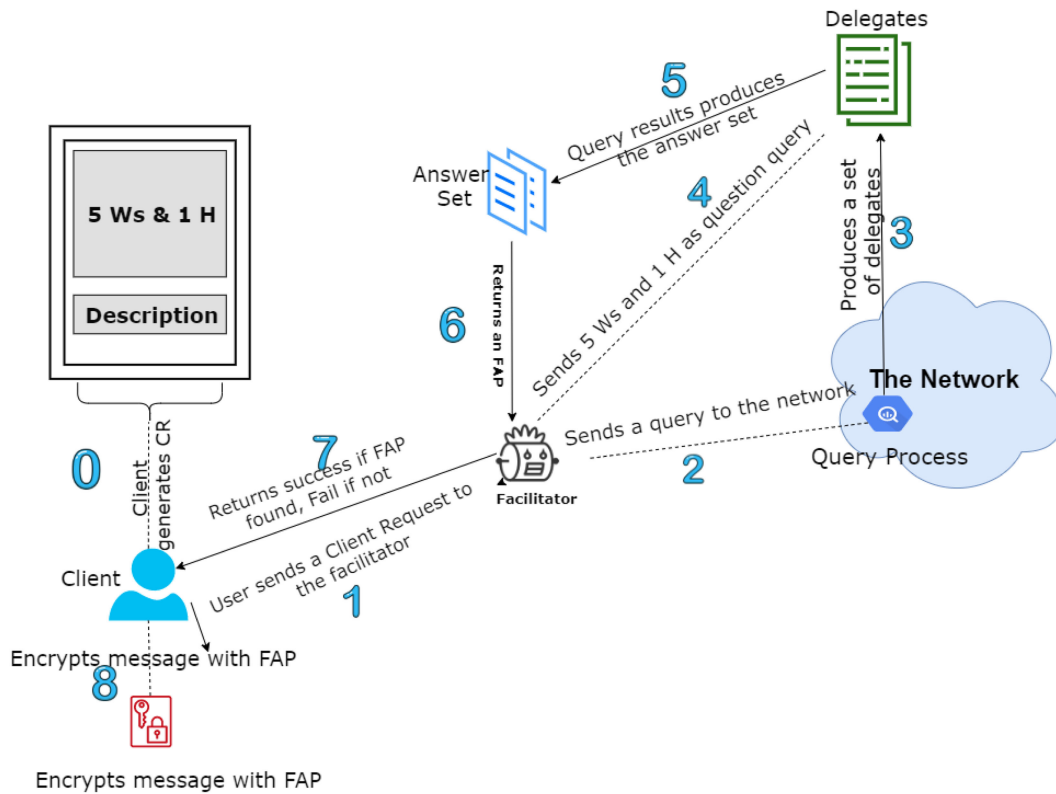 Delegates
5
Query results produces
the answer set
Answer
Set
4
Sends 5 Ws and 1 H as question query
3
Produces a set
of delegates
5 Ws & 1 H
Description
6
Returns an FAP
The Network
Sends a query to the network
2
Query Process
Facilitator
0
Client
generates CR
7
Returns success if FAP
found, Fail if not
User sends a Client Request to
the facilitator
1
Client
Encrypts message with FAP
8
Encrypts message with FAP